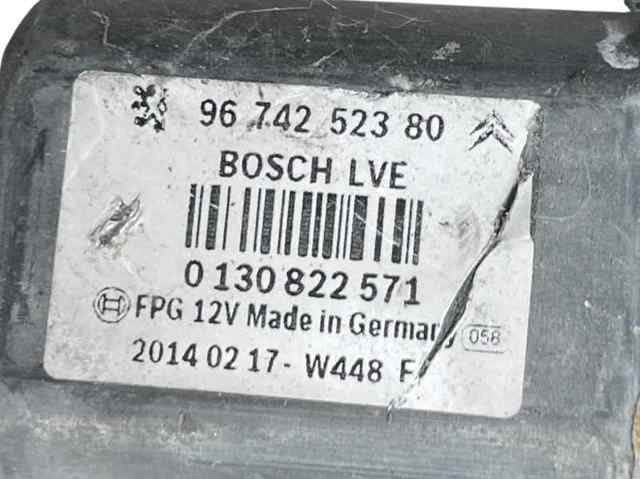 96 742 523 80
BOSCH LVE
0 130 822 571
FPG 12V Made in Germany 058
2014 02 17 - W448